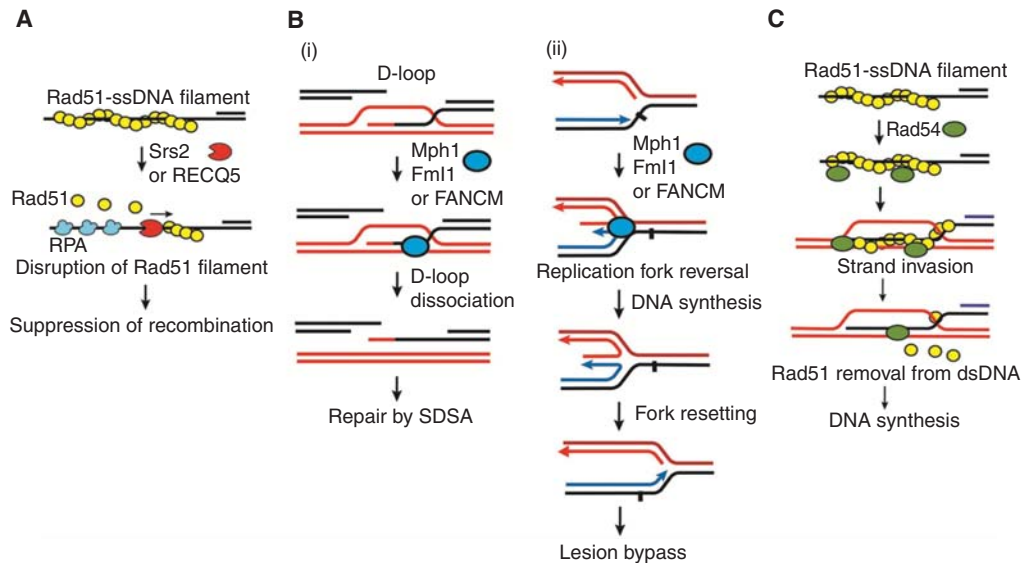 A
Rad51-ssDNA filament
Srs2
or RECQ5
Rad51
RPA
Disruption of Rad51 filament
Suppression of recombination
B
(i)
D-loop
Mph1
Fml1
or FANCM
D-loop
dissociation
Repair by SDSA
(ii)
Mph1
Fml1
or FANCM
Replication fork reversal
DNA synthesis
Fork resetting
Lesion bypass
C
Rad51-ssDNA filament
Rad54
Strand invasion
Rad51 removal from dsDNA
DNA synthesis